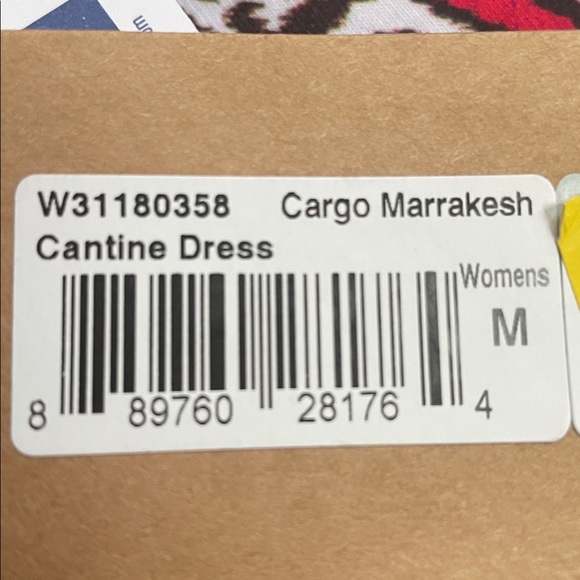 W31180358 Cargo Marrakesh
Cantine Dress
Womens
M
8 89760 28176 4